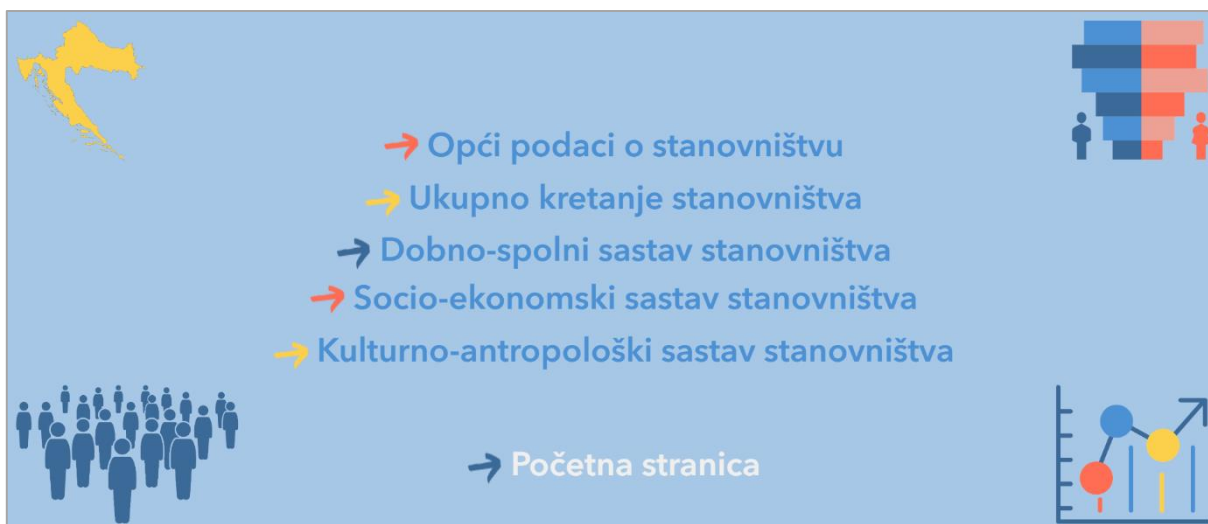 Opći podaci o stanovništvu
Ukupno kretanje stanovništva
Dobno-spolni sastav stanovništva
Socio-ekonomski sastav stanovništva
Kulturno-antropološki sastav stanovništva
Početna stranica